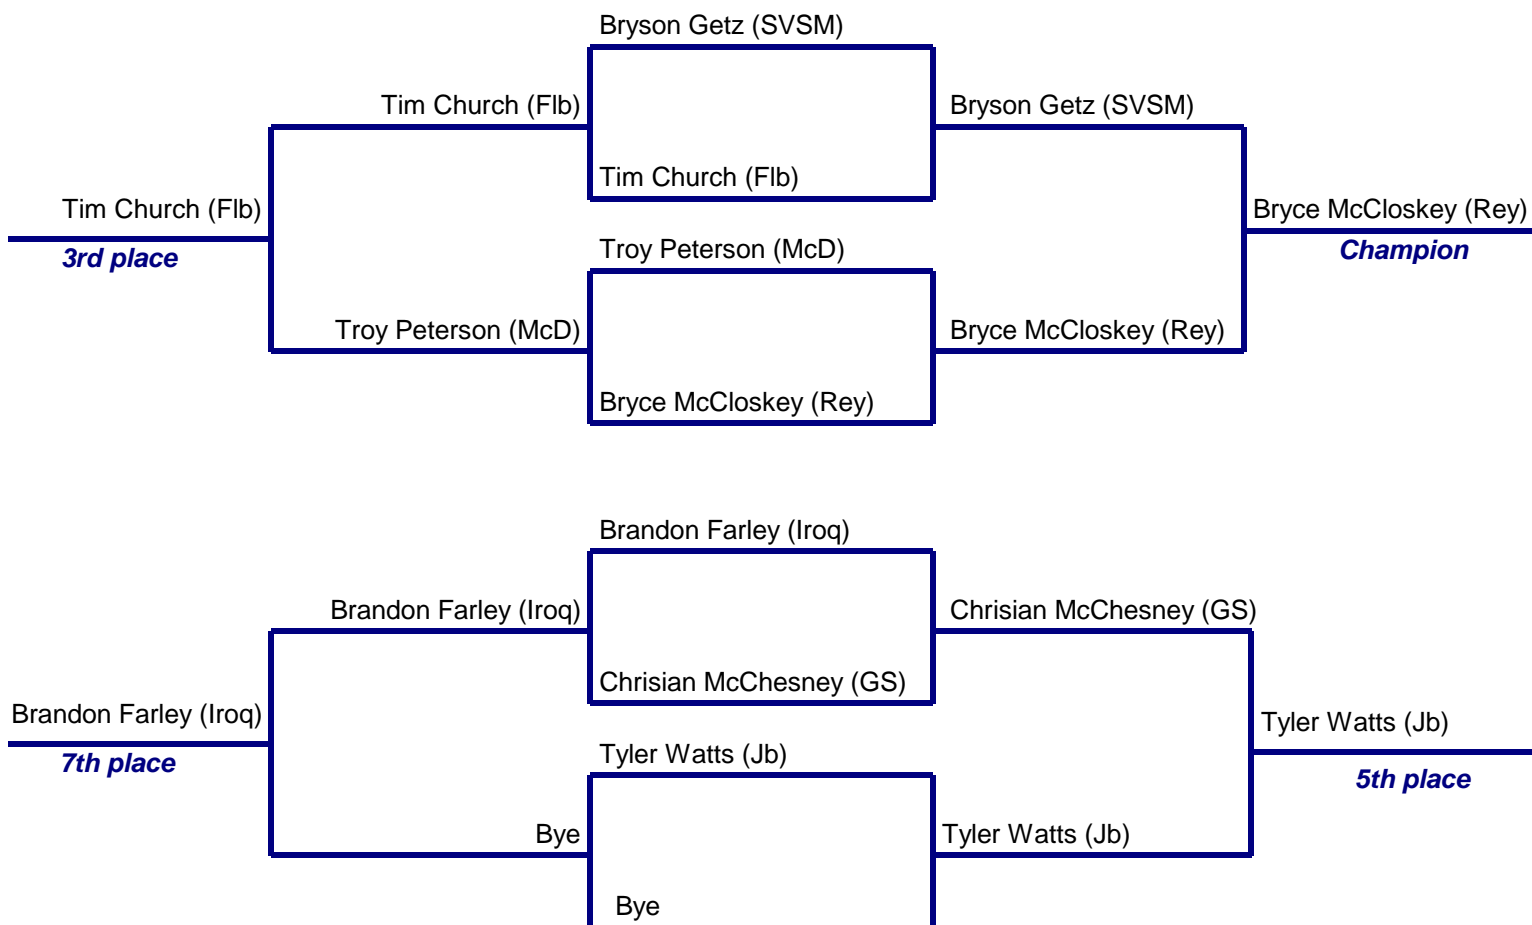 Bryson Getz (SVSM)
Tim Church (Flb)
Bryson Getz (SVSM)
Tim Church (Flb)
Tim Church (Flb)
Bryce McCloskey (Rey)
3rd place
Troy Peterson (McD)
Champion
Troy Peterson (McD)
Bryce McCloskey (Rey)
Bryce McCloskey (Rey)
Brandon Farley (Iroq)
Brandon Farley (Iroq)
Chrisian McChesney (GS)
Chrisian McChesney (GS)
Brandon Farley (Iroq)
Tyler Watts (Jb)
7th place
Tyler Watts (Jb)
5th place
Bye
Tyler Watts (Jb)
Bye